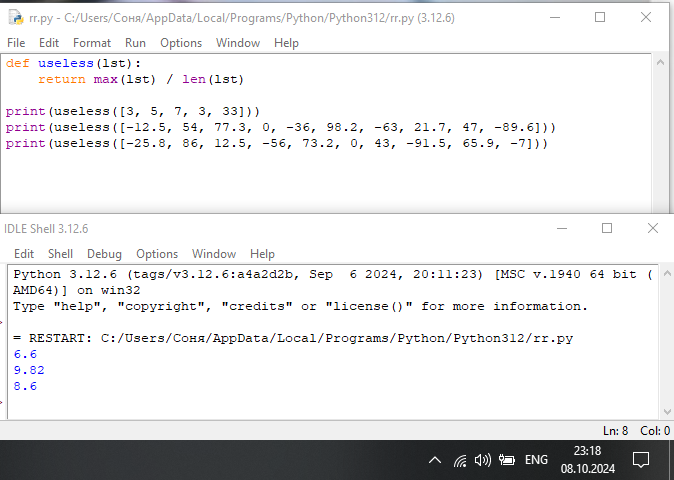 rr.py - C:/Users/Соня/AppData/Local/Programs/Python/Python312/rr.py (3.12.6)
File Edit Format Run Options Window Help
def useless(lst):
    return max(lst) / len(lst)
print(useless([3, 5, 7, 3, 33]))
print(useless([-12.5, 54, 77.3, 0, -36, 98.2, -63, 21.7, 47, -89.6]))
print(useless([-25.8, 86, 12.5, -56, 73.2, 0, 43, -91.5, 65.9, -7]))
IDLE Shell 3.12.6
Edit Shell Debug Options Window Help
Python 3.12.6 (tags/v3.12.6:a4a2d2b, Sep  6 2024, 20:11:23) [MSC v.1940 64 bit (
AMD64)] on win32
Type "help", "copyright", "credits" or "license()" for more information.
= RESTART: C:/Users/Соня/AppData/Local/Programs/Python/Python312/rr.py
6.6
9.82
8.6
Ln: 8 Col: 0
ENG
23:18
08.10.2024